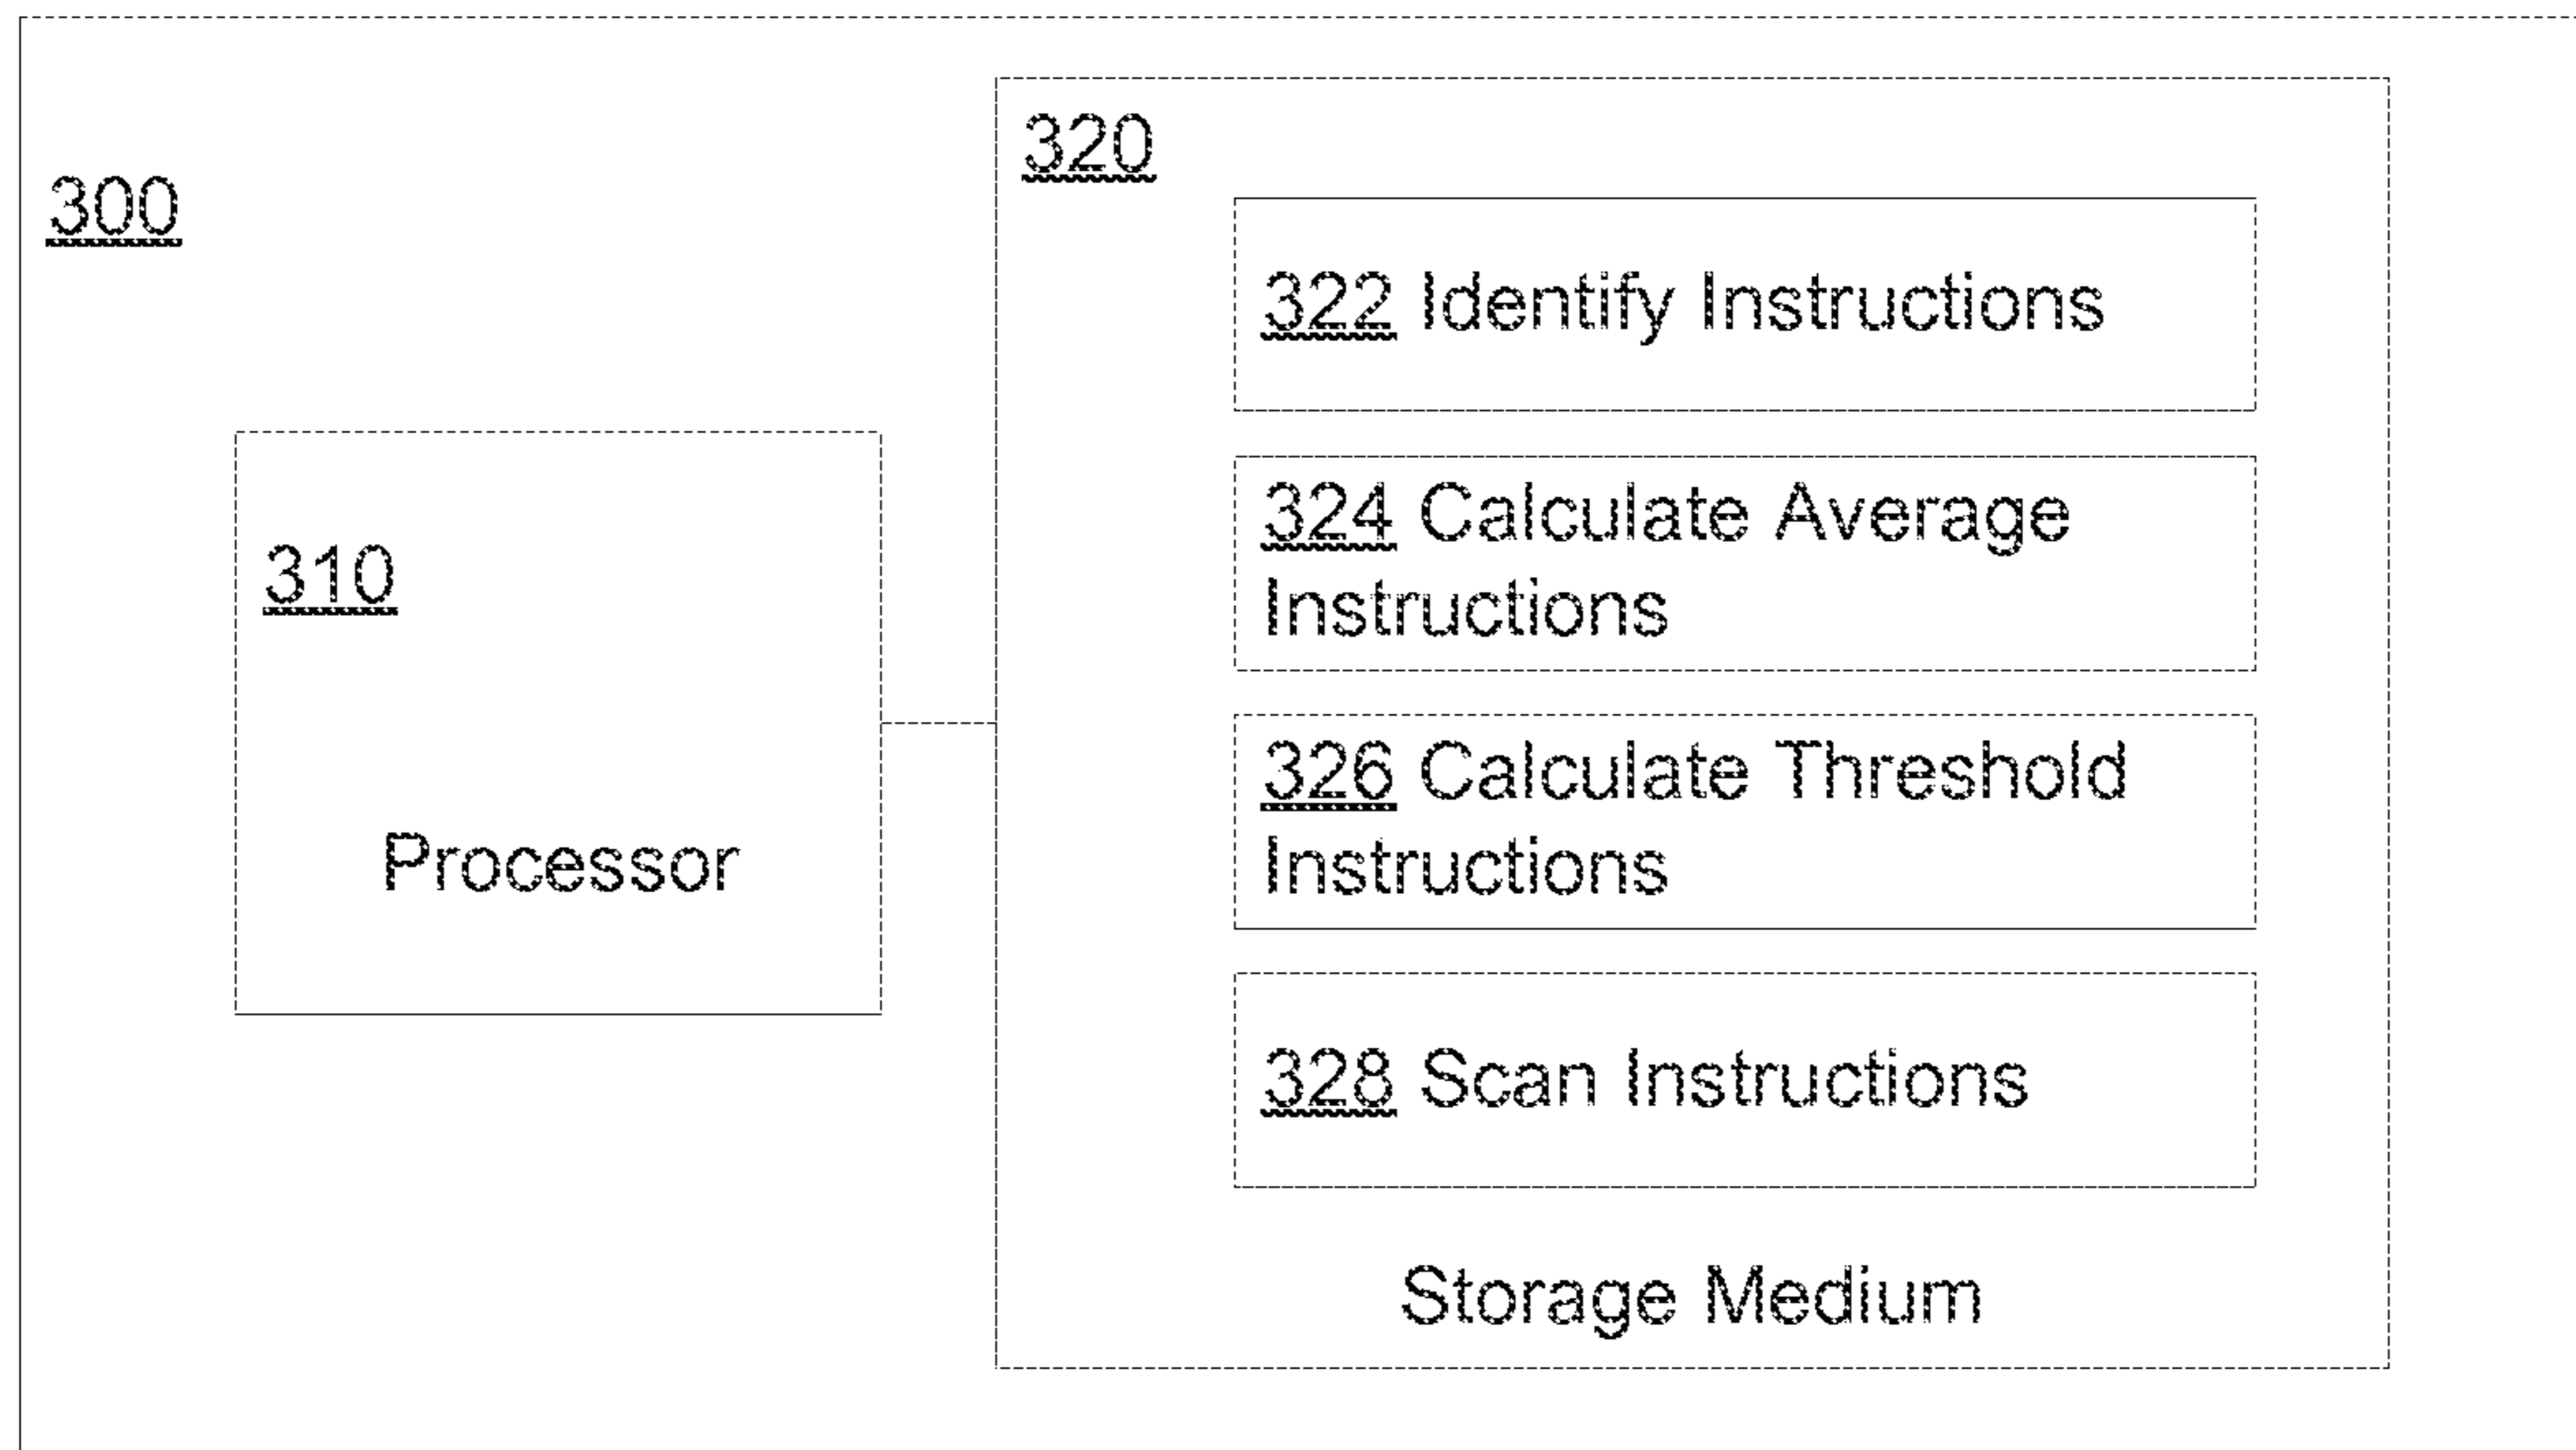 300
310
Processor
320
322 Identify Instructions
324 Calculate Average
Instructions
326 Calculate Threshold
Instructions
328 Scan Instructions
Storage Medium